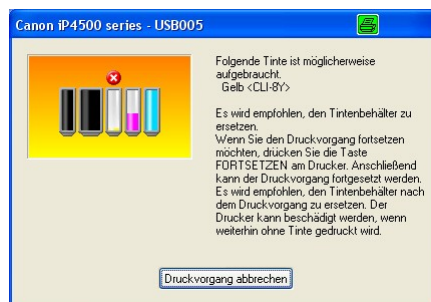 Canon iP4500 series - USB005
Folgende Tinte ist möglicherweise
aufgebraucht.
Gelb <CLI-8Y>
Es wird empfohlen, den Tintenbehälter zu
ersetzen.
Wenn Sie den Druckvorgang fortsetzen
möchten, drücken Sie die Taste
FORTSETZEN am Drucker. Anschließend
kann der Druckvorgang fortgesetzt werden.
Es wird empfohlen, den Tintenbehälter nach
dem Druckvorgang zu ersetzen. Der
Drucker kann beschädigt werden, wenn
weiterhin ohne Tinte gedruckt wird.
Druckvorgang abbrechen